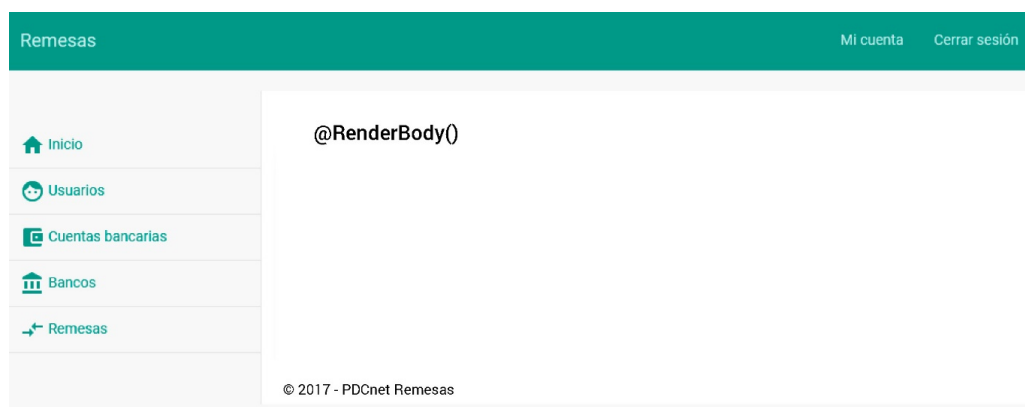 Remesas
Mi cuenta
Cerrar sesión
Inicio
Usuarios
Cuentas bancarias
Bancos
Remesas
@RenderBody()
© 2017 - PDCnet Remesas